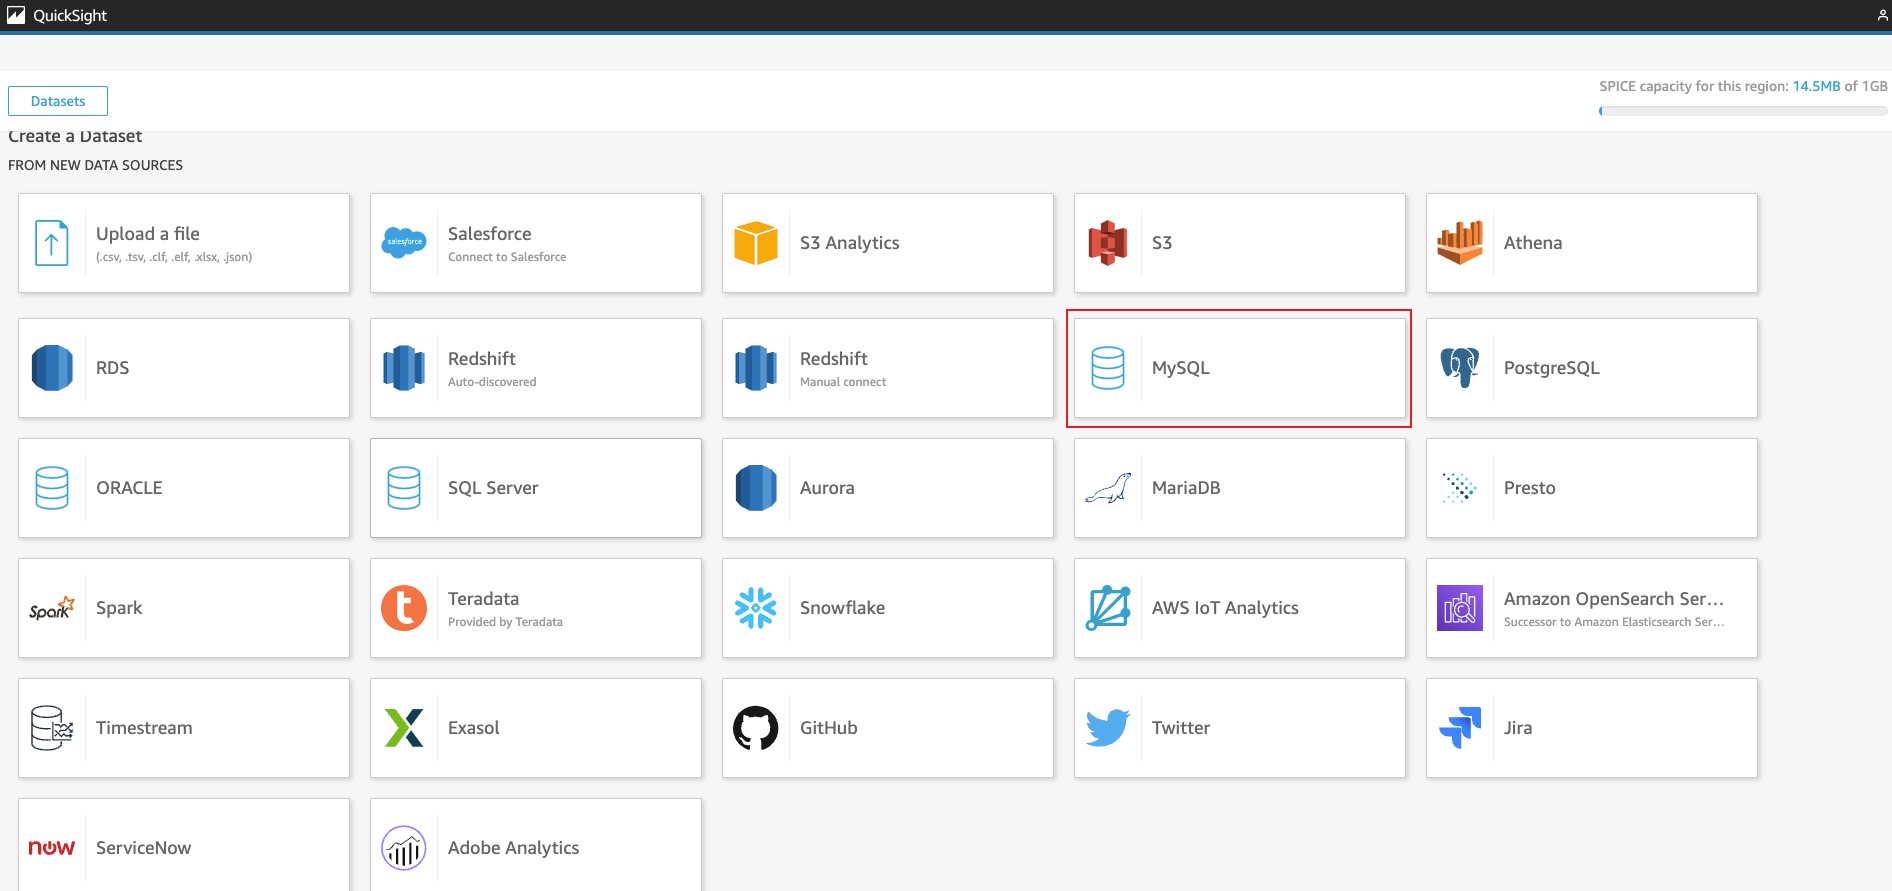 QuickSight
Datasets
SPICE capacity for this region: 14.5MB of 1GB
Create a Dataset
FROM NEW DATA SOURCES
Upload a file
(.csv, .tsv, .clf, .elf, .xlsx, .json)
salesforce
Salesforce
Connect to Salesforce
S3 Analytics
S3
Athena
RDS
Redshift
Auto-discovered
Redshift
Manual connect
MySQL
PostgreSQL
ORACLE
SQL Server
Aurora
MariaDB
Presto
Spark
Spark
t
Teradata
Provided by Teradata
Snowflake
AWS IoT Analytics
Amazon OpenSearch Ser...
Successor to Amazon Elasticsearch Ser...
Timestream
Exasol
GitHub
Twitter
Jira
now
ServiceNow
Adobe Analytics